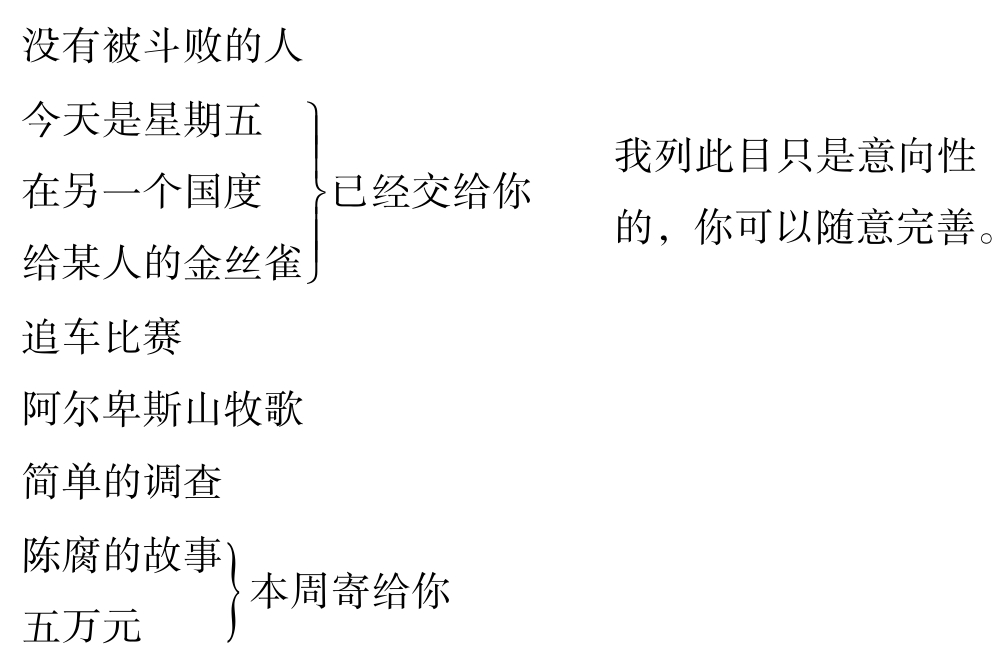 没有被斗败的人
今天是星期五
在另一个国度
给某人的金丝雀
已经交给你
追车比赛
阿尔卑斯山牧歌
简单的调查
陈腐的故事
五万元
本周寄给你
我列此目只是意向性
的，你可以随意完善。